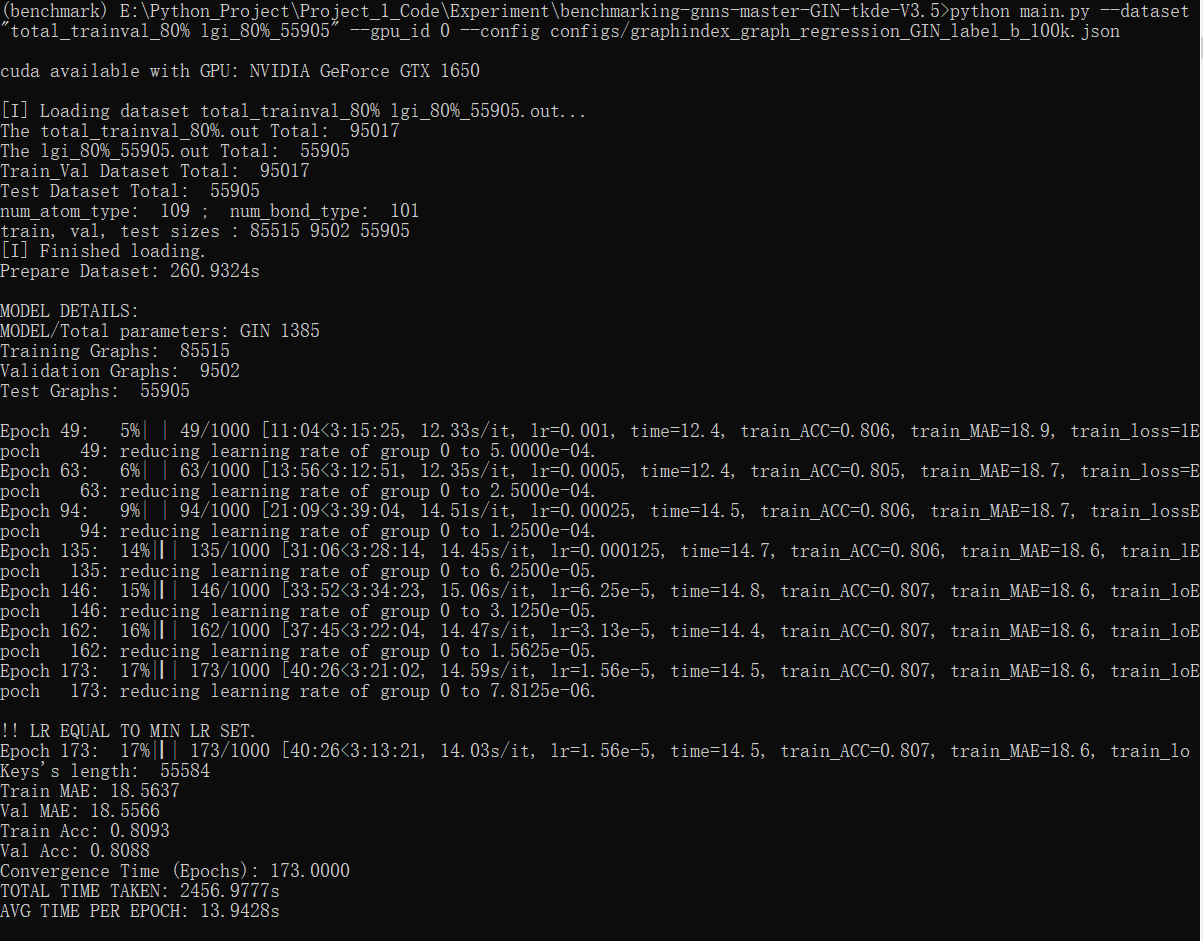 (benchmark) E:\Python_Project\Project_1_Code\Experiment\benchmarking-gnns-master-GIN-tkde-V3.5>python main.py --dataset
"total_trainval_80% lgi_80%_55905" --gpu_id 0 --config configs/graphindex_graph_regression_GIN_label_b_100k.json
cuda available with GPU: NVIDIA GeForce GTX 1650
[I] Loading dataset total_trainval_80% lgi_80%_55905.out...
The total_trainval_80%.out Total:  95017
The lgi_80%_55905.out Total:  55905
Train_Val Dataset Total:  95017
Test Dataset Total:  55905
num_atom_type:  109 ;  num_bond_type:  101
train, val, test sizes : 85515 9502 55905
[I] Finished loading.
Prepare Dataset: 260.9324s
MODEL DETAILS:
MODEL/Total parameters: GIN 1385
Training Graphs:  85515
Validation Graphs:  9502
Test Graphs:  55905
Epoch 49:   5%| | 49/1000 [11:04<3:15:25, 12.33s/it, lr=0.001, time=12.4, train_ACC=0.806, train_MAE=18.9, train_loss=1E
poch    49: reducing learning rate of group 0 to 5.0000e-04.
Epoch 63:   6%| | 63/1000 [13:56<3:12:51, 12.35s/it, lr=0.0005, time=12.4, train_ACC=0.805, train_MAE=18.7, train_loss=E
poch    63: reducing learning rate of group 0 to 2.5000e-04.
Epoch 94:   9%| | 94/1000 [21:09<3:39:04, 14.51s/it, lr=0.00025, time=14.5, train_ACC=0.806, train_MAE=18.7, train_lossE
poch    94: reducing learning rate of group 0 to 1.2500e-04.
Epoch 135:  14%|▎| 135/1000 [31:06<3:28:14, 14.45s/it, lr=0.000125, time=14.7, train_ACC=0.806, train_MAE=18.6, train_lE
poch   135: reducing learning rate of group 0 to 6.2500e-05.
Epoch 146:  15%|▎| 146/1000 [33:52<3:34:23, 15.06s/it, lr=6.25e-5, time=14.8, train_ACC=0.807, train_MAE=18.6, train_loE
poch   146: reducing learning rate of group 0 to 3.1250e-05.
Epoch 162:  16%|▎| 162/1000 [37:45<3:22:04, 14.47s/it, lr=3.13e-5, time=14.4, train_ACC=0.807, train_MAE=18.6, train_loE
poch   162: reducing learning rate of group 0 to 1.5625e-05.
Epoch 173:  17%|▎| 173/1000 [40:26<3:21:02, 14.59s/it, lr=1.56e-5, time=14.5, train_ACC=0.807, train_MAE=18.6, train_loE
poch   173: reducing learning rate of group 0 to 7.8125e-06.
!! LR EQUAL TO MIN LR SET.
Epoch 173:  17%|▎| 173/1000 [40:26<3:13:21, 14.03s/it, lr=1.56e-5, time=14.5, train_ACC=0.807, train_MAE=18.6, train_lo
Keys's length:  55584
Train MAE: 18.5637
Val MAE: 18.5566
Train Acc: 0.8093
Val Acc: 0.8088
Convergence Time (Epochs): 173.0000
TOTAL TIME TAKEN: 2456.9777s
AVG TIME PER EPOCH: 13.9428s